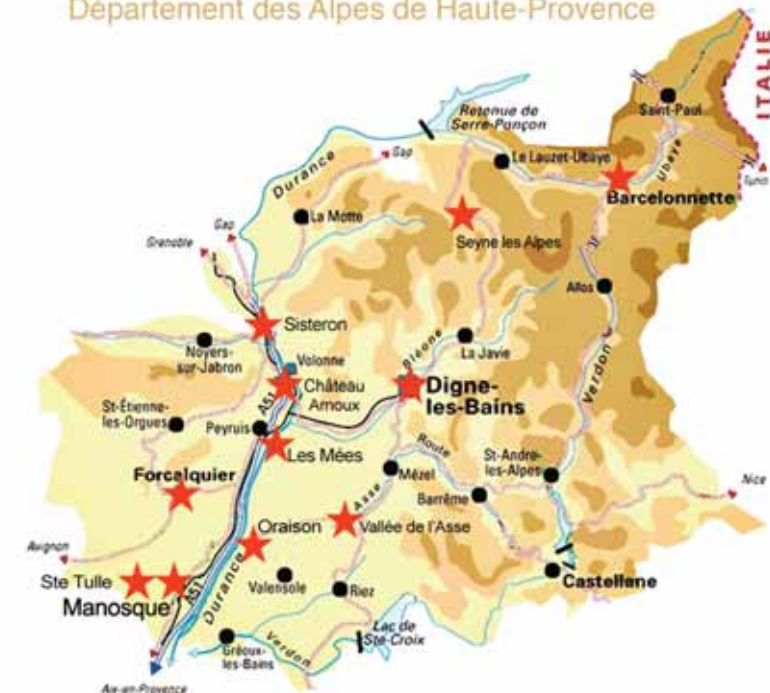 Département des Alpes de Haute-Provence
ITALIE
Saint-Paul
Retenue de
Serre-Ponçon
Le Lauzet-Ubaye
Ubaye
Turin
Barcelonnette
Durance
Gap
La Motte
Seyne les Alpes
Gap
Grenoble
Allos
Sisteron
Noyers-
sur-Jabron
Volonne
Bléone
La Javie
Verdon
Château
Arnoux
A51
Digne-
les-Bains
St-Étienne-
les-Orgues
Peyruis
Les Mées
Route
St-Andre-
les-Alpes
Mézel
Forcalquier
Barrême
Nice
Asse
Oraison
Vallée de l'Asse
Avignon
Ste Tulle
Manosque
A51
Durance
Valensole
Riez
Castellane
Lac de
Ste-Croix
Gréoux-
les-Bains
Verdon
Aix-en-Provence